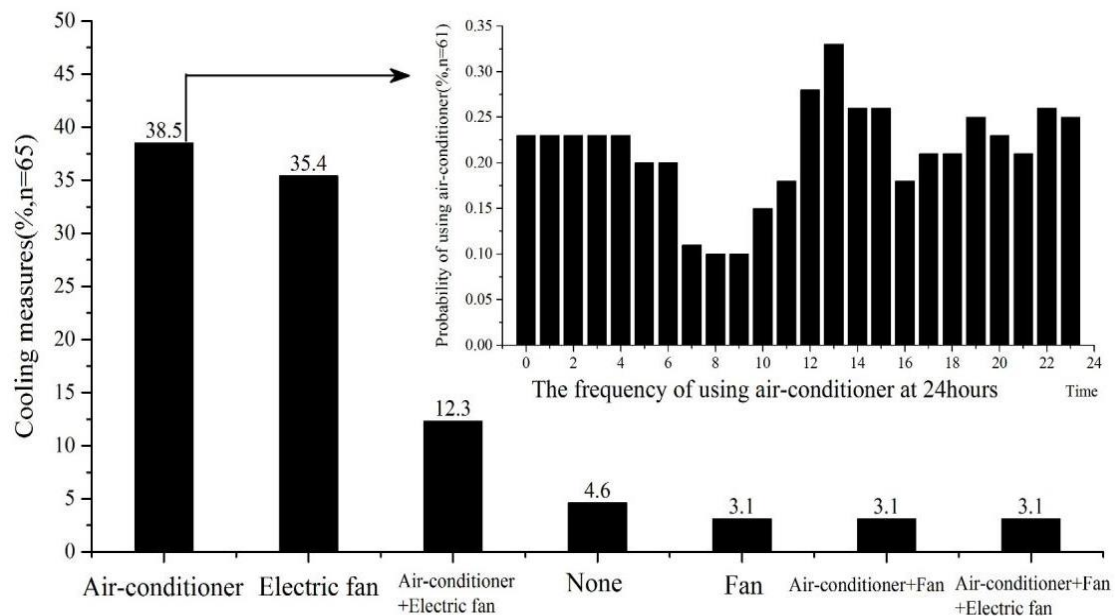 Cooling measures(%,n=65)
50
45
40
35
30
25
20
15
10
5
0
38.5
35.4
12.3
4.6
3.1
3.1
3.1
Air-conditioner
Electric fan
Air-conditioner
+Electric fan
None
Fan
Air-conditioner+Fan
Air-conditioner+Fan
+Electric fan
Probability of using air-conditioner(%,n=61)
0.35
0.30
0.25
0.20
0.15
0.10
0.05
0.00
0 2 4 6 8 10 12 14 16 18 20 22 24
The frequency of using air-conditioner at 24hours
Time